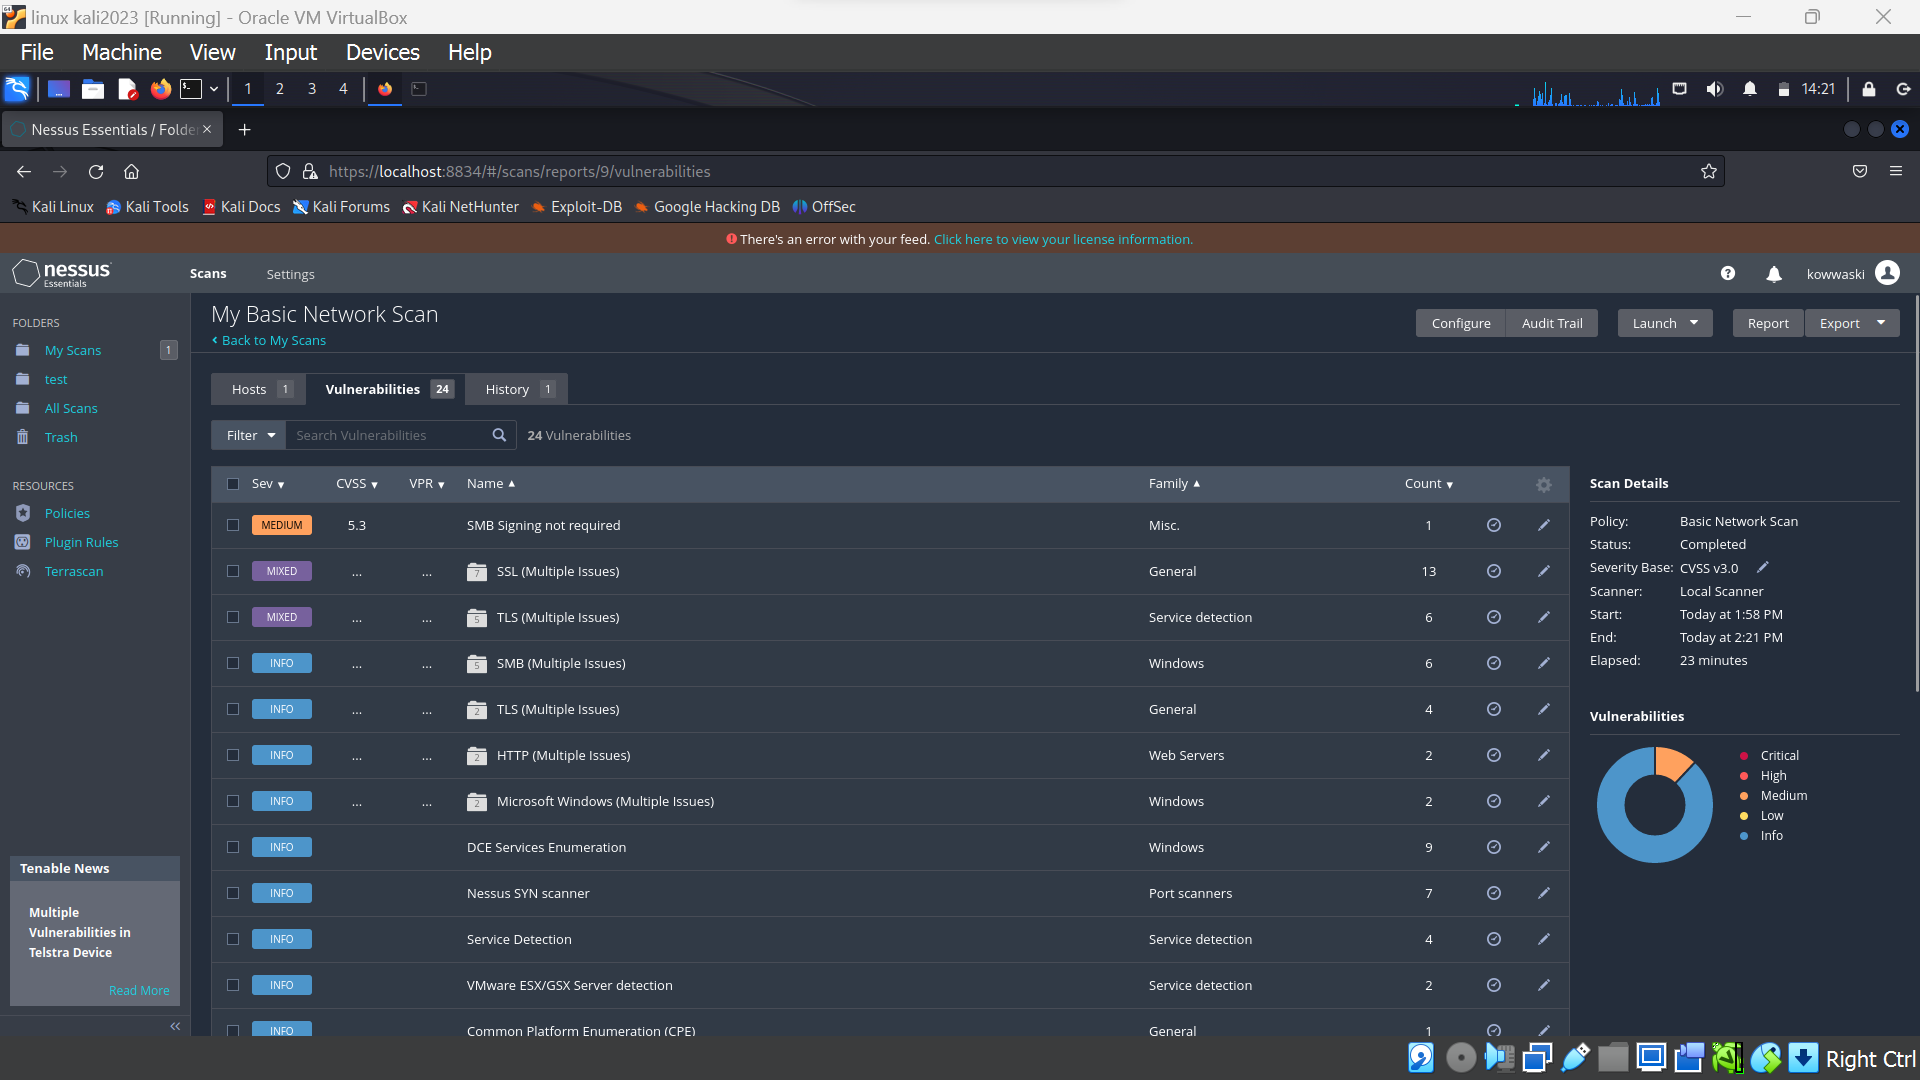 linux kali2023 [Running] - Oracle VM VirtualBox
File Machine View Input Devices Help
1 2 3 4 14:21
Nessus Essentials / Folde
https://localhost:8834/#/scans/reports/9/vulnerabilities
Kali Linux Kali Tools Kali Docs Kali Forums Kali NetHunter Exploit-DB Google Hacking DB OffSec
There's an error with your feed. Click here to view your license information.
nessus Essentials Scans Settings kowwaski
FOLDERS
My Scans 1
test
All Scans
Trash
RESOURCES
Policies
Plugin Rules
Terrascan
Tenable News
Multiple
Vulnerabilities in
Telstra Device
Read More
My Basic Network Scan
Back to My Scans
Configure Audit Trail Launch Report Export
Hosts 1 Vulnerabilities 24 History 1
Filter Search Vulnerabilities 24 Vulnerabilities
Sev CVSS VPR Name Family Count
MEDIUM 5.3 SMB Signing not required Misc. 1
MIXED ... ... 7 SSL (Multiple Issues) General 13
MIXED ... ... 5 TLS (Multiple Issues) Service detection 6
INFO ... ... 5 SMB (Multiple Issues) Windows 6
INFO ... ... 2 TLS (Multiple Issues) General 4
INFO ... ... 2 HTTP (Multiple Issues) Web Servers 2
INFO ... ... 2 Microsoft Windows (Multiple Issues) Windows 2
INFO DCE Services Enumeration Windows 9
INFO Nessus SYN scanner Port scanners 7
INFO Service Detection Service detection 4
INFO VMware ESX/GSX Server detection Service detection 2
INFO Common Platform Enumeration (CPE) General 1
Scan Details
Policy: Basic Network Scan
Status: Completed
Severity Base: CVSS v3.0
Scanner: Local Scanner
Start: Today at 1:58 PM
End: Today at 2:21 PM
Elapsed: 23 minutes
Vulnerabilities
Critical
High
Medium
Low
Info
Right Ctrl